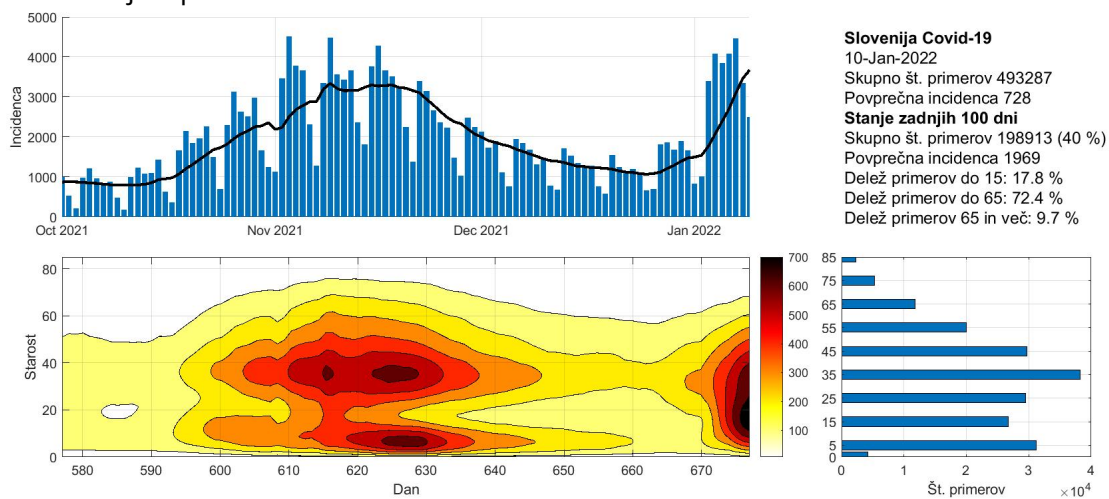 5000
4000
3000
2000
1000
0
Incidenca
Oct 2021 Nov 2021 Dec 2021 Jan 2022
Slovenija Covid-19
10-Jan-2022
Skupno št. primerov 493287
Povprečna incidenca 728
Stanje zadnjih 100 dni
Skupno št. primerov 198913 (40 %)
Povprečna incidenca 1969
Delež primerov do 15: 17.8 %
Delež primerov do 65: 72.4 %
Delež primerov 65 in več: 9.7 %
80
60
40
20
0
Starost
580 590 600 610 620 630 640 650 660 670
Dan
700
600
500
400
300
200
100
85
75
65
55
45
35
25
15
5
0
0 1 2 3 4
Št. primerov
×10⁴